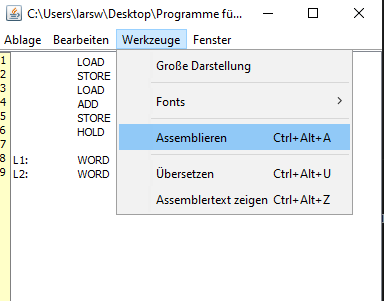 C:\Users\larsw\Desktop\Programme fü...
Ablage Bearbeiten Werkzeuge Fenster
1 LOAD
2 STORE
3 LOAD
4 ADD
5 STORE
6 HOLD
7
8 L1: WORD
9 L2: WORD
Große Darstellung
Fonts >
Assemblieren Ctrl+Alt+A
Übersetzen Ctrl+Alt+U
Assemblertext zeigen Ctrl+Alt+Z